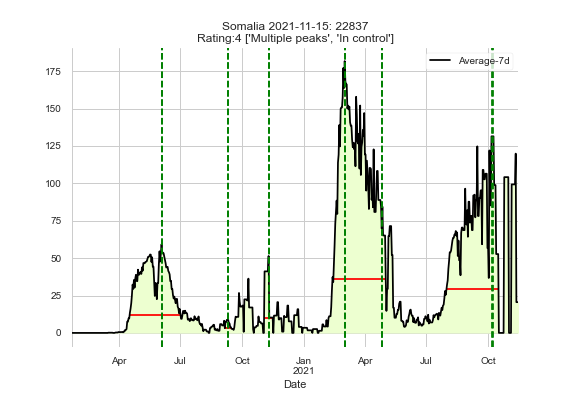 Somalia 2021-11-15: 22837
Rating:4 ['Multiple peaks', 'In control']
Average-7d
175
150
125
100
75
50
25
0
Apr
Jul
Oct
Jan
2021
Apr
Jul
Oct
Date